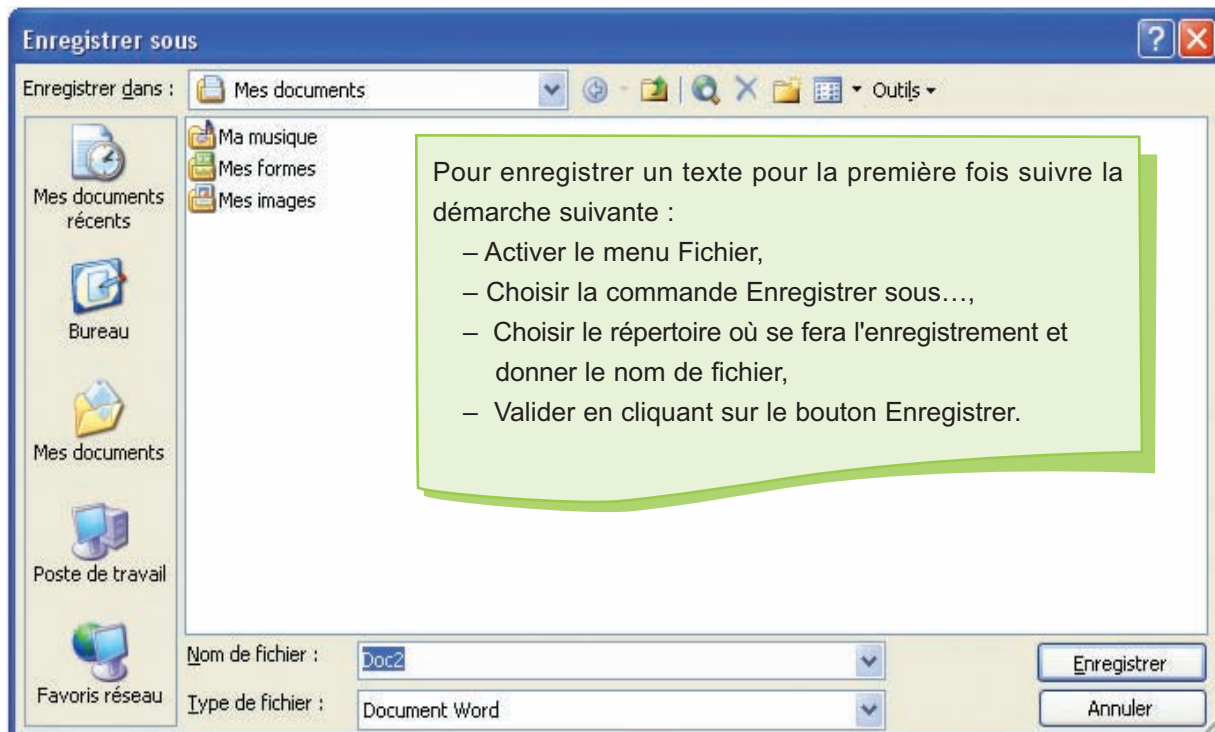 Enregistrer sous
Enregistrer dans :
Mes documents
Outils
Mes documents
récents
Bureau
Mes documents
Poste de travail
Favoris réseau
Ma musique
Mes formes
Mes images
Pour enregistrer un texte pour la première fois suivre la
démarche suivante :
– Activer le menu Fichier,
– Choisir la commande Enregistrer sous…,
– Choisir le répertoire où se fera l'enregistrement et
donner le nom de fichier,
– Valider en cliquant sur le bouton Enregistrer.
Nom de fichier :
Doc2
Enregistrer
Type de fichier :
Document Word
Annuler